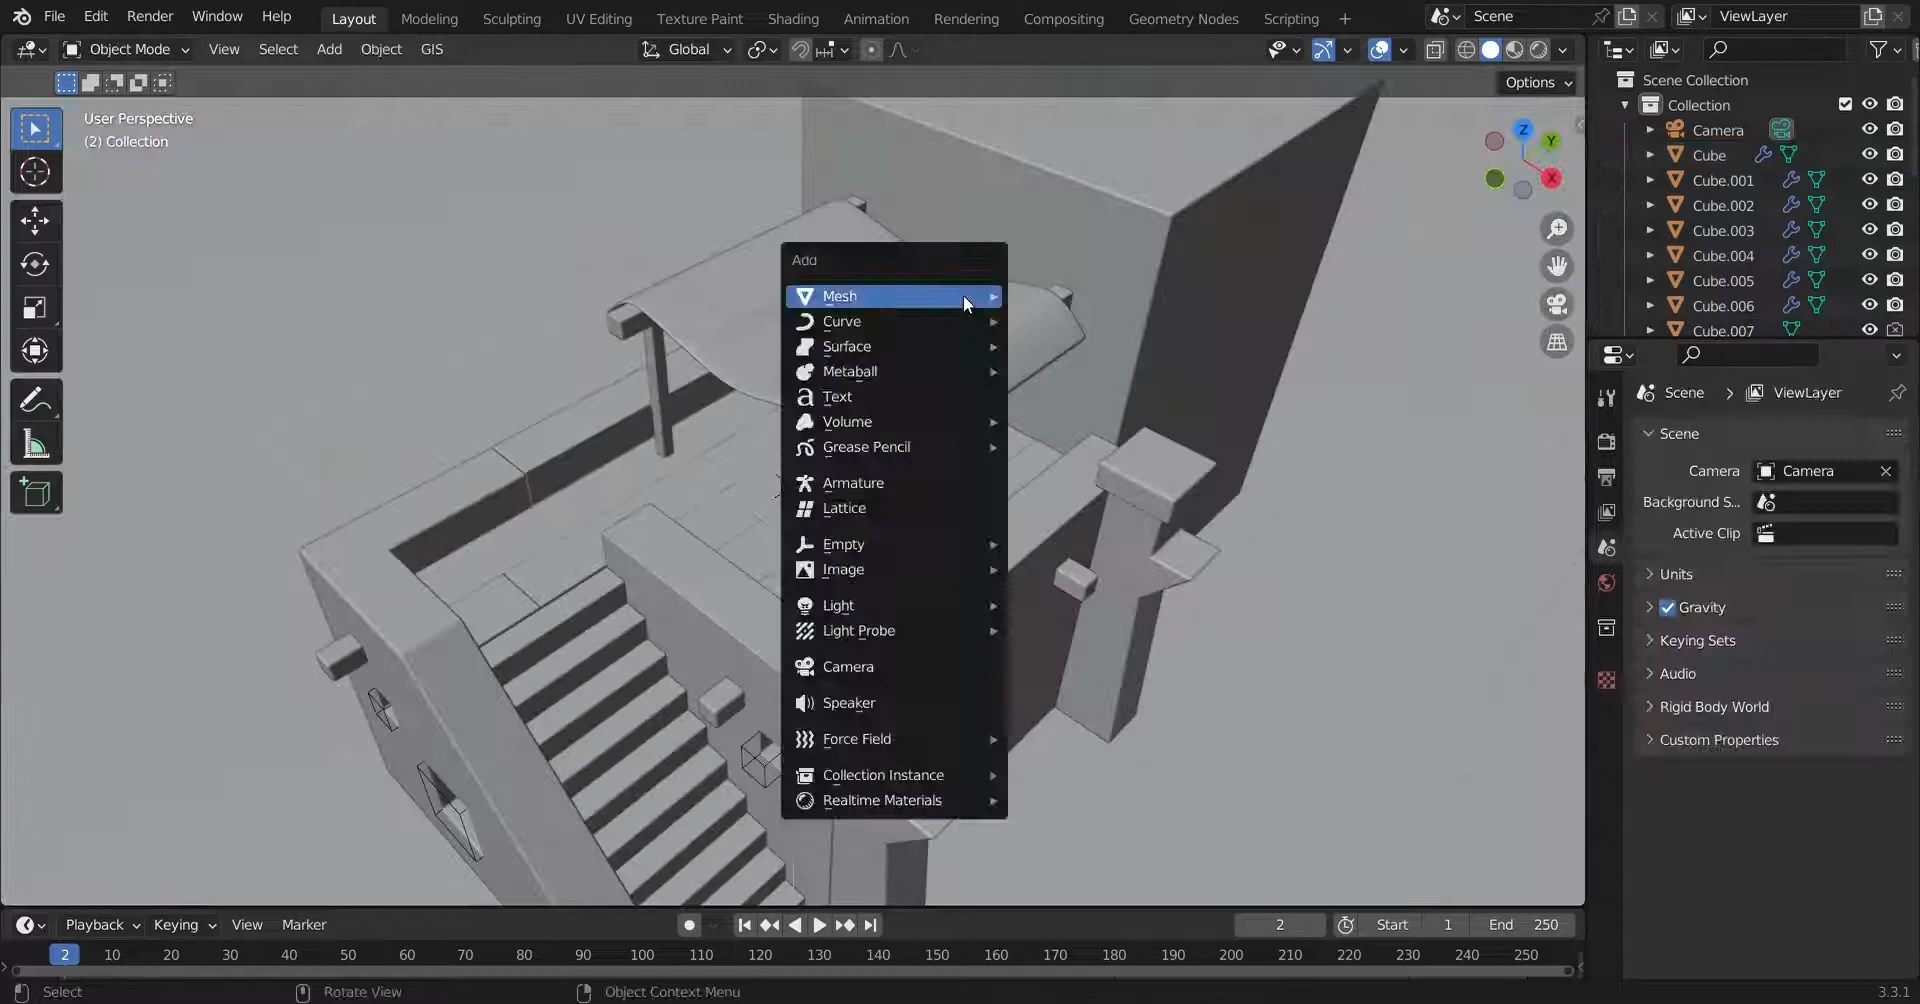 File Edit Render Window Help Layout Modeling Sculpting UV Editing Texture Paint Shading Animation Rendering Compositing Geometry Nodes Scripting + Scene ViewLayer
Object Mode View Select Add Object GIS Global
Options
User Perspective
(2) Collection
Z
Y
X
Add
Mesh
Curve
Surface
Metaball
Text
Volume
Grease Pencil
Armature
Lattice
Empty
Image
Light
Light Probe
Camera
Speaker
Force Field
Collection Instance
Realtime Materials
Scene Collection
Collection
Camera
Cube
Cube.001
Cube.002
Cube.003
Cube.004
Cube.005
Cube.006
Cube.007
Scene > ViewLayer
Scene
Camera Camera
Background S...
Active Clip
Units
Gravity
Keying Sets
Audio
Rigid Body World
Custom Properties
Playback Keying View Marker 2 Start 1 End 250
2 10 20 30 40 50 60 70 80 90 100 110 120 130 140 150 160 170 180 190 200 210 220 230 240 250
Select Rotate View Object Context Menu 3.3.1